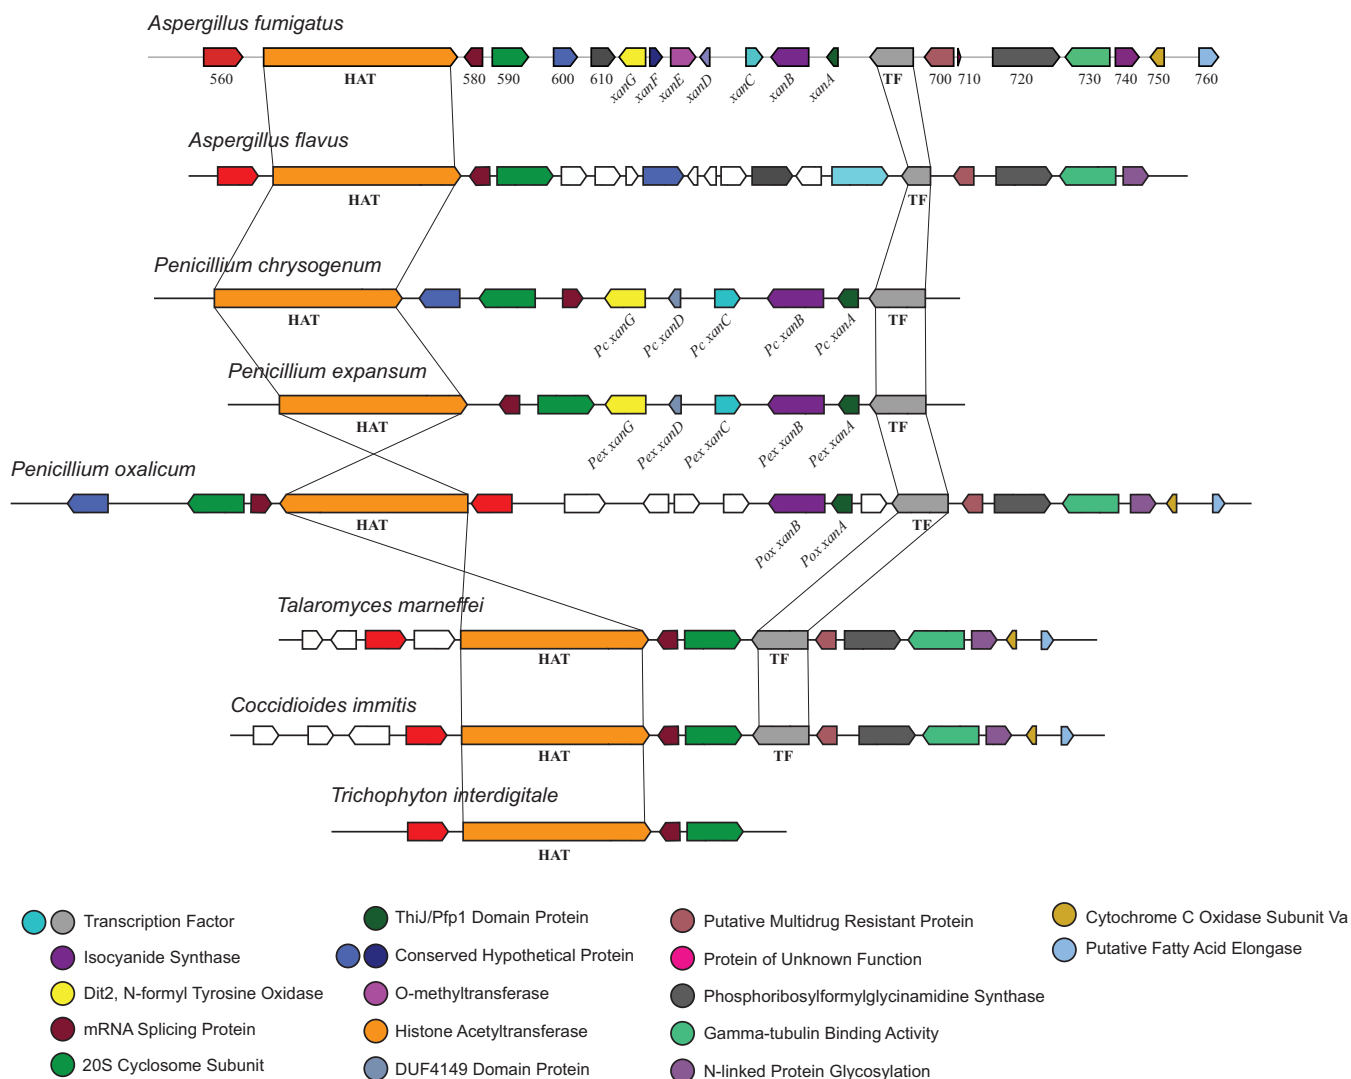 Aspergillus fumigatus
560 HAT 580 590 600 610 xanG xanF xanE xanD xanC xanB xanA TF 700 710 720 730 740 750 760
Aspergillus flavus
HAT TF
Penicillium chrysogenum
HAT Pc xanG Pc xanD Pc xanC Pc xanB Pc xanA TF
Penicillium expansum
HAT Pex xanG Pex xanD Pex xanC Pex xanB Pex xanA TF
Penicillium oxalicum
HAT Pox xanB Pox xanA TF
Talaromyces marneffei
HAT TF
Coccidioides immitis
HAT TF
Trichophyton interdigitale
HAT
Transcription Factor
Isocyanide Synthase
Dit2, N-formyl Tyrosine Oxidase
mRNA Splicing Protein
20S Cyclosome Subunit
ThiJ/Pfp1 Domain Protein
Conserved Hypothetical Protein
O-methyltransferase
Histone Acetyltransferase
DUF4149 Domain Protein
Putative Multidrug Resistant Protein
Protein of Unknown Function
Phosphoribosylformylglycinamidine Synthase
Gamma-tubulin Binding Activity
N-linked Protein Glycosylation
Cytochrome C Oxidase Subunit Va
Putative Fatty Acid Elongase